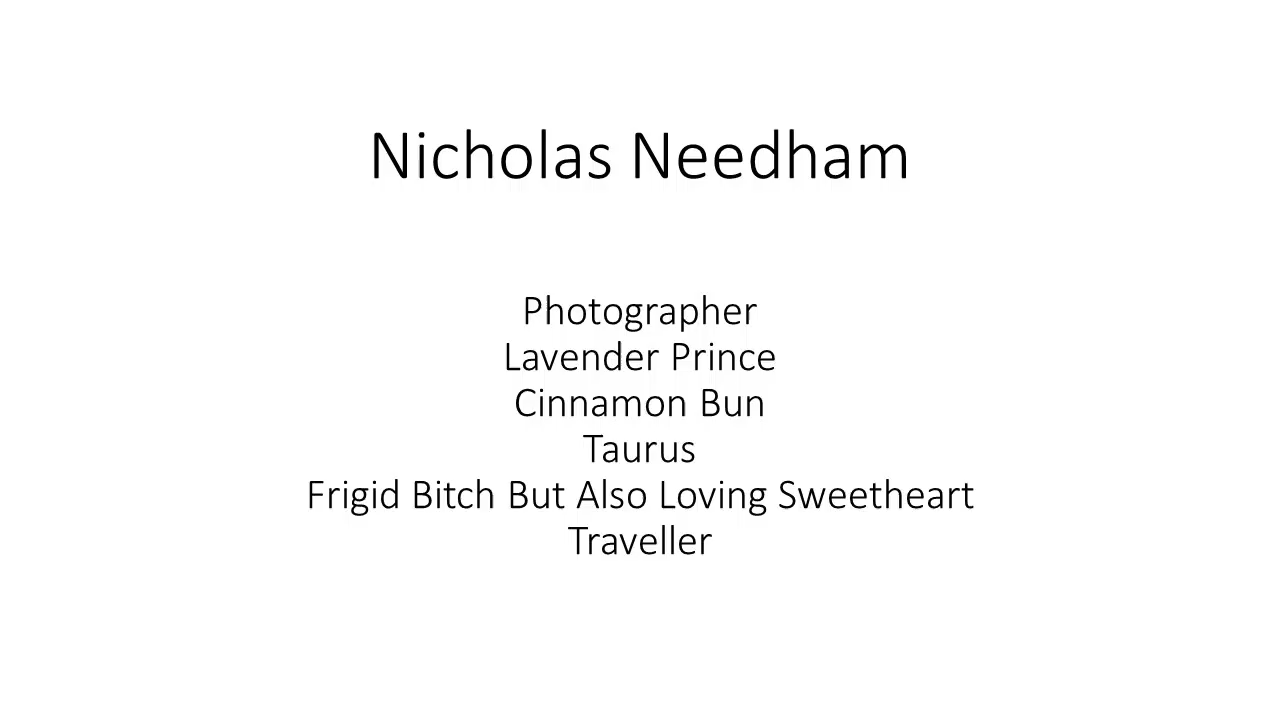 Nicholas Needham
Photographer
Lavender Prince
Cinnamon Bun
Taurus
Frigid Bitch But Also Loving Sweetheart
Traveller